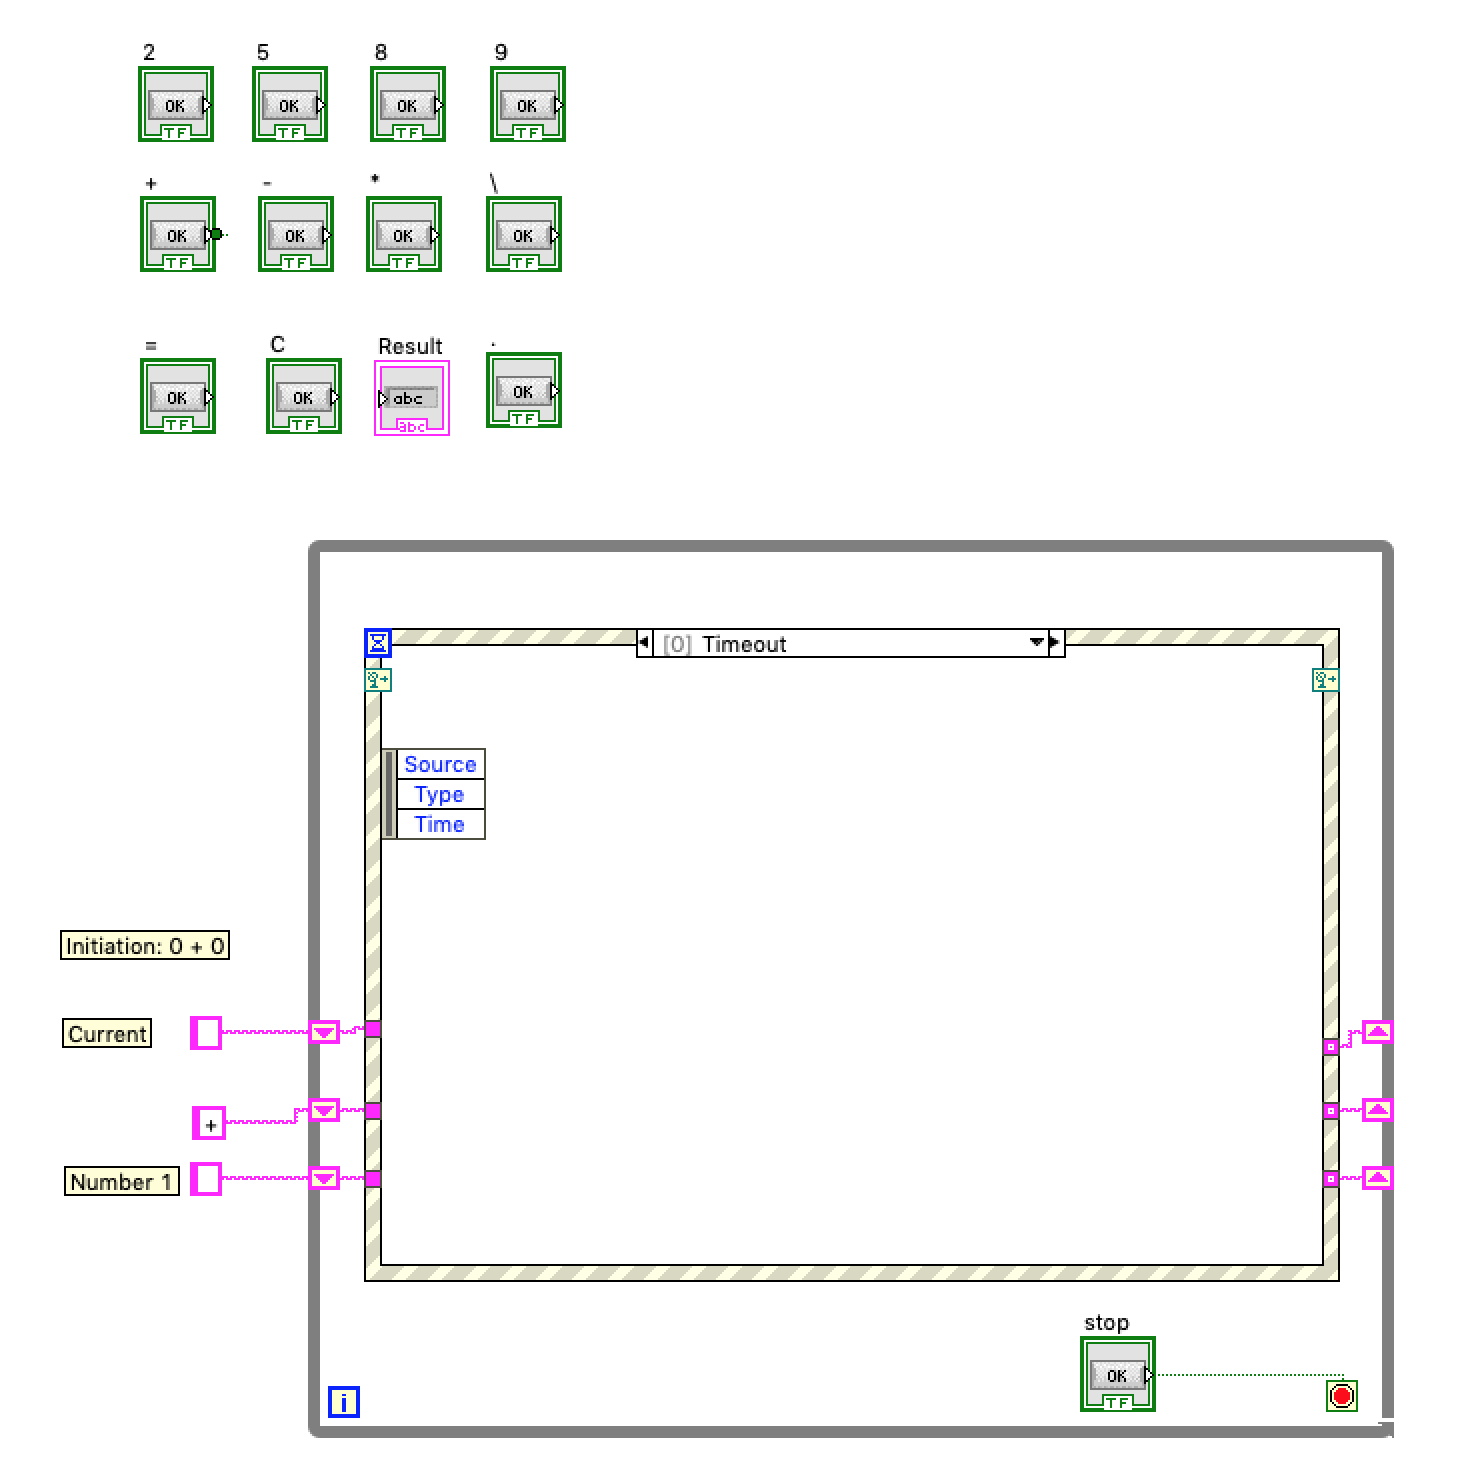 2 5 8 9
OK OK OK OK
TF TF TF TF
+ - * \
OK OK OK OK
TF TF TF TF
= C Result .
OK OK abc OK
TF TF abc TF
[0] Timeout
Source
Type
Time
Initiation: 0 + 0
Current
+
Number 1
stop
OK
TF
i